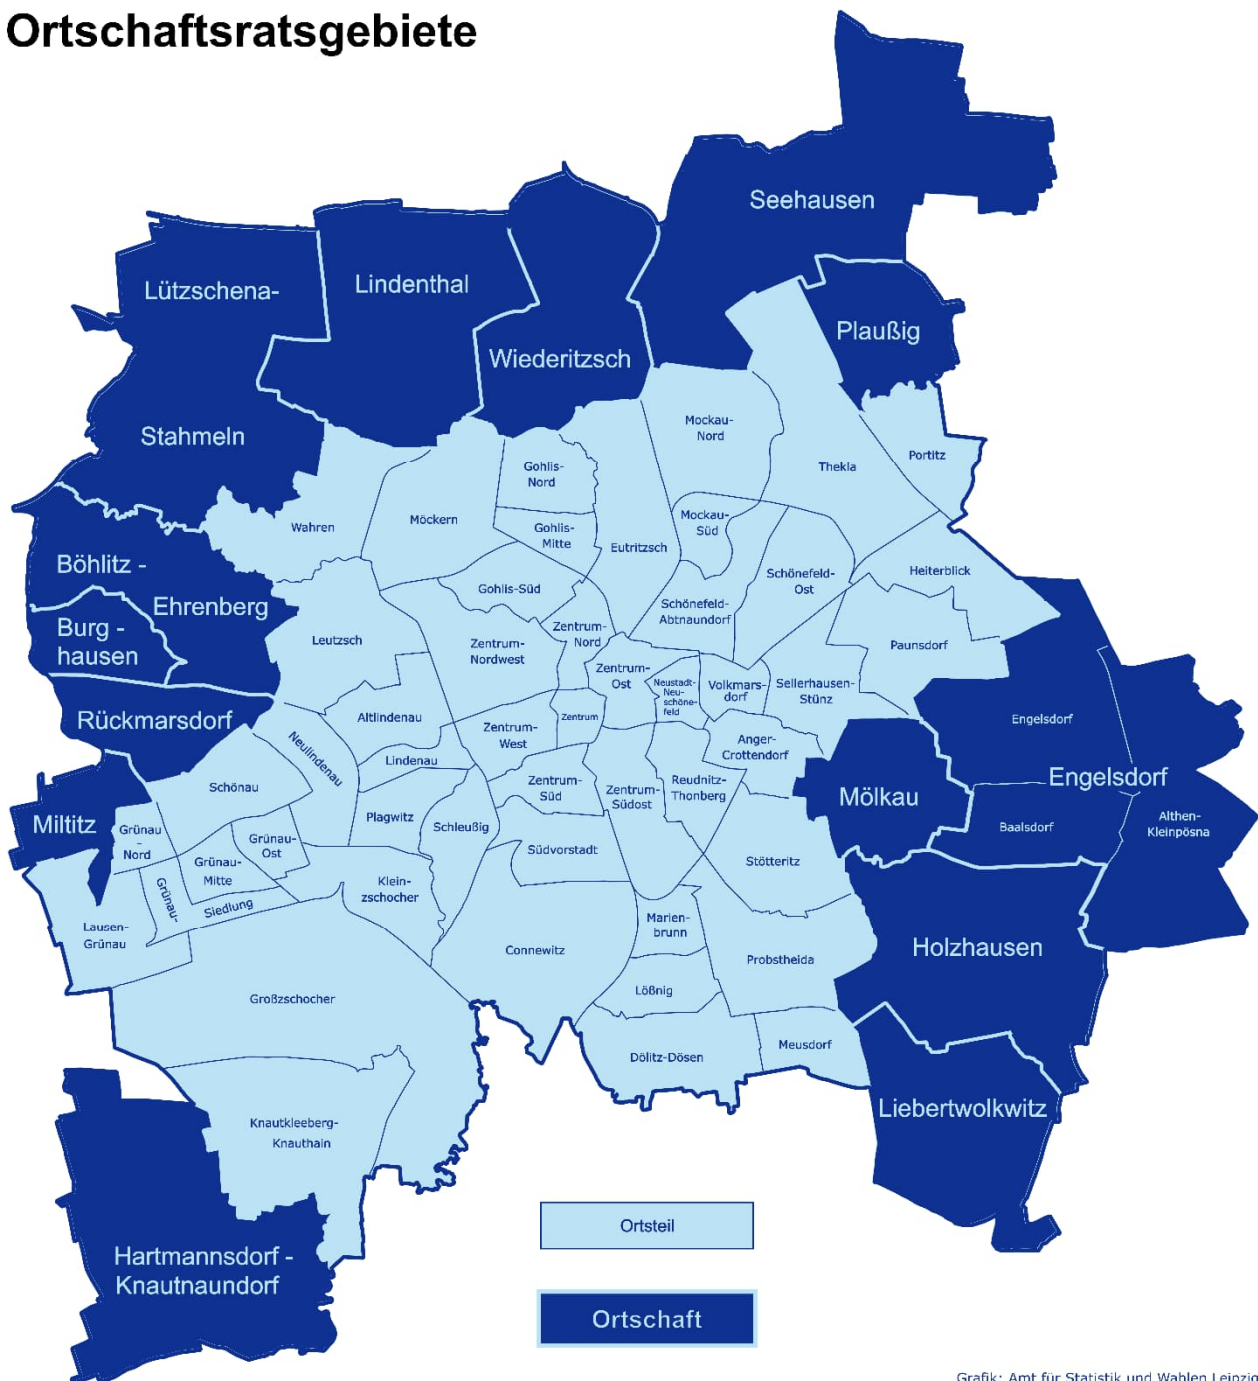 Ortschaftsratsgebiete
Seehausen
Lützschena-
Lindenthal
Plaußig
Wiederitzsch
Stahmeln
Mockau-
Nord
Portitz
Thekla
Gohlis-
Nord
Möckern
Wahren
Mockau-
Süd
Gohlis-
Mitte
Eutritzsch
Böhlitz -
Ehrenberg
Heiterblick
Schönefeld-
Ost
Gohlis-Süd
Schönefeld-
Abtnaundorf
Burg -
hausen
Leutzsch
Zentrum-
Nord
Zentrum-
Nordwest
Paunsdorf
Zentrum-
Ost
Neustadt-
Neu-
schöne-
feld
Volkmars-
dorf
Sellerhausen-
Stünz
Rückmarsdorf
Altlindenau
Zentrum
Engelsdorf
Zentrum-
West
Neulindenau
Anger-
Crottendorf
Lindenau
Engelsdorf
Schönau
Zentrum-
Süd
Zentrum-
Südost
Reudnitz-
Thonberg
Mölkau
Miltitz
Plagwitz
Schleußig
Baalsdorf
Althen-
Kleinpösna
Grünau
-
Nord
Grünau-
Ost
Grünau-
Mitte
Südvorstadt
Stötteritz
Klein-
zschocher
Grünau-
Siedlung
Lausen-
Grünau
Marien-
brunn
Connewitz
Holzhausen
Probstheida
Großzschocher
Lößnig
Dölitz-Dösen
Meusdorf
Liebertwolkwitz
Knautkleeberg-
Knauthain
Ortsteil
Hartmannsdorf -
Knautnaundorf
Ortschaft
Grafik: Amt für Statistik und Wahlen Leipzig